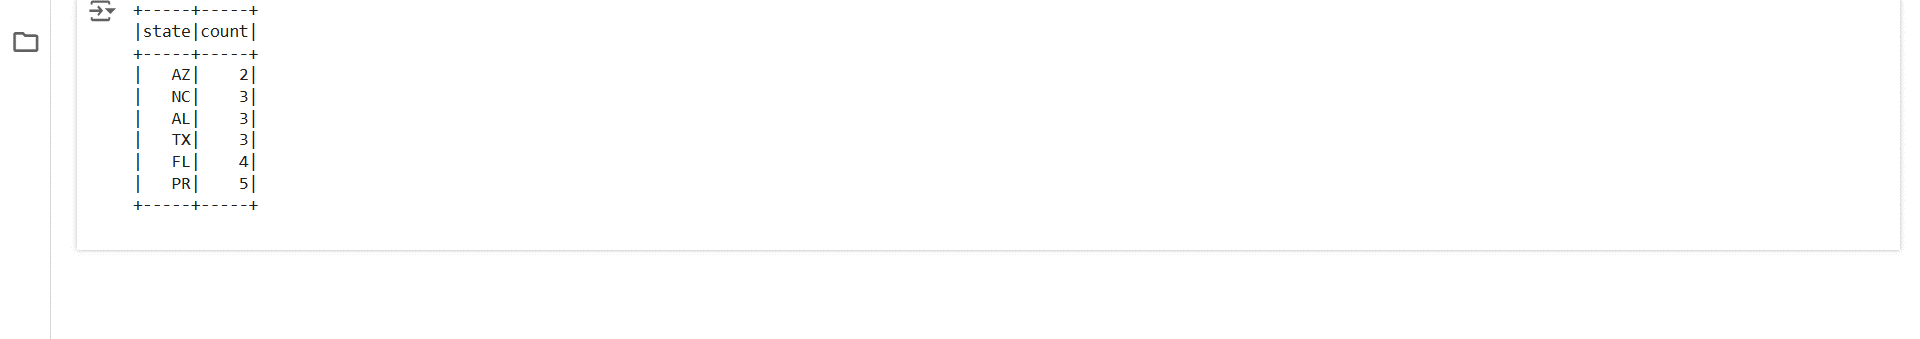 +-----+-----+
|state|count|
+-----+-----+
|   AZ|    2|
|   NC|    3|
|   AL|    3|
|   TX|    3|
|   FL|    4|
|   PR|    5|
+-----+-----+